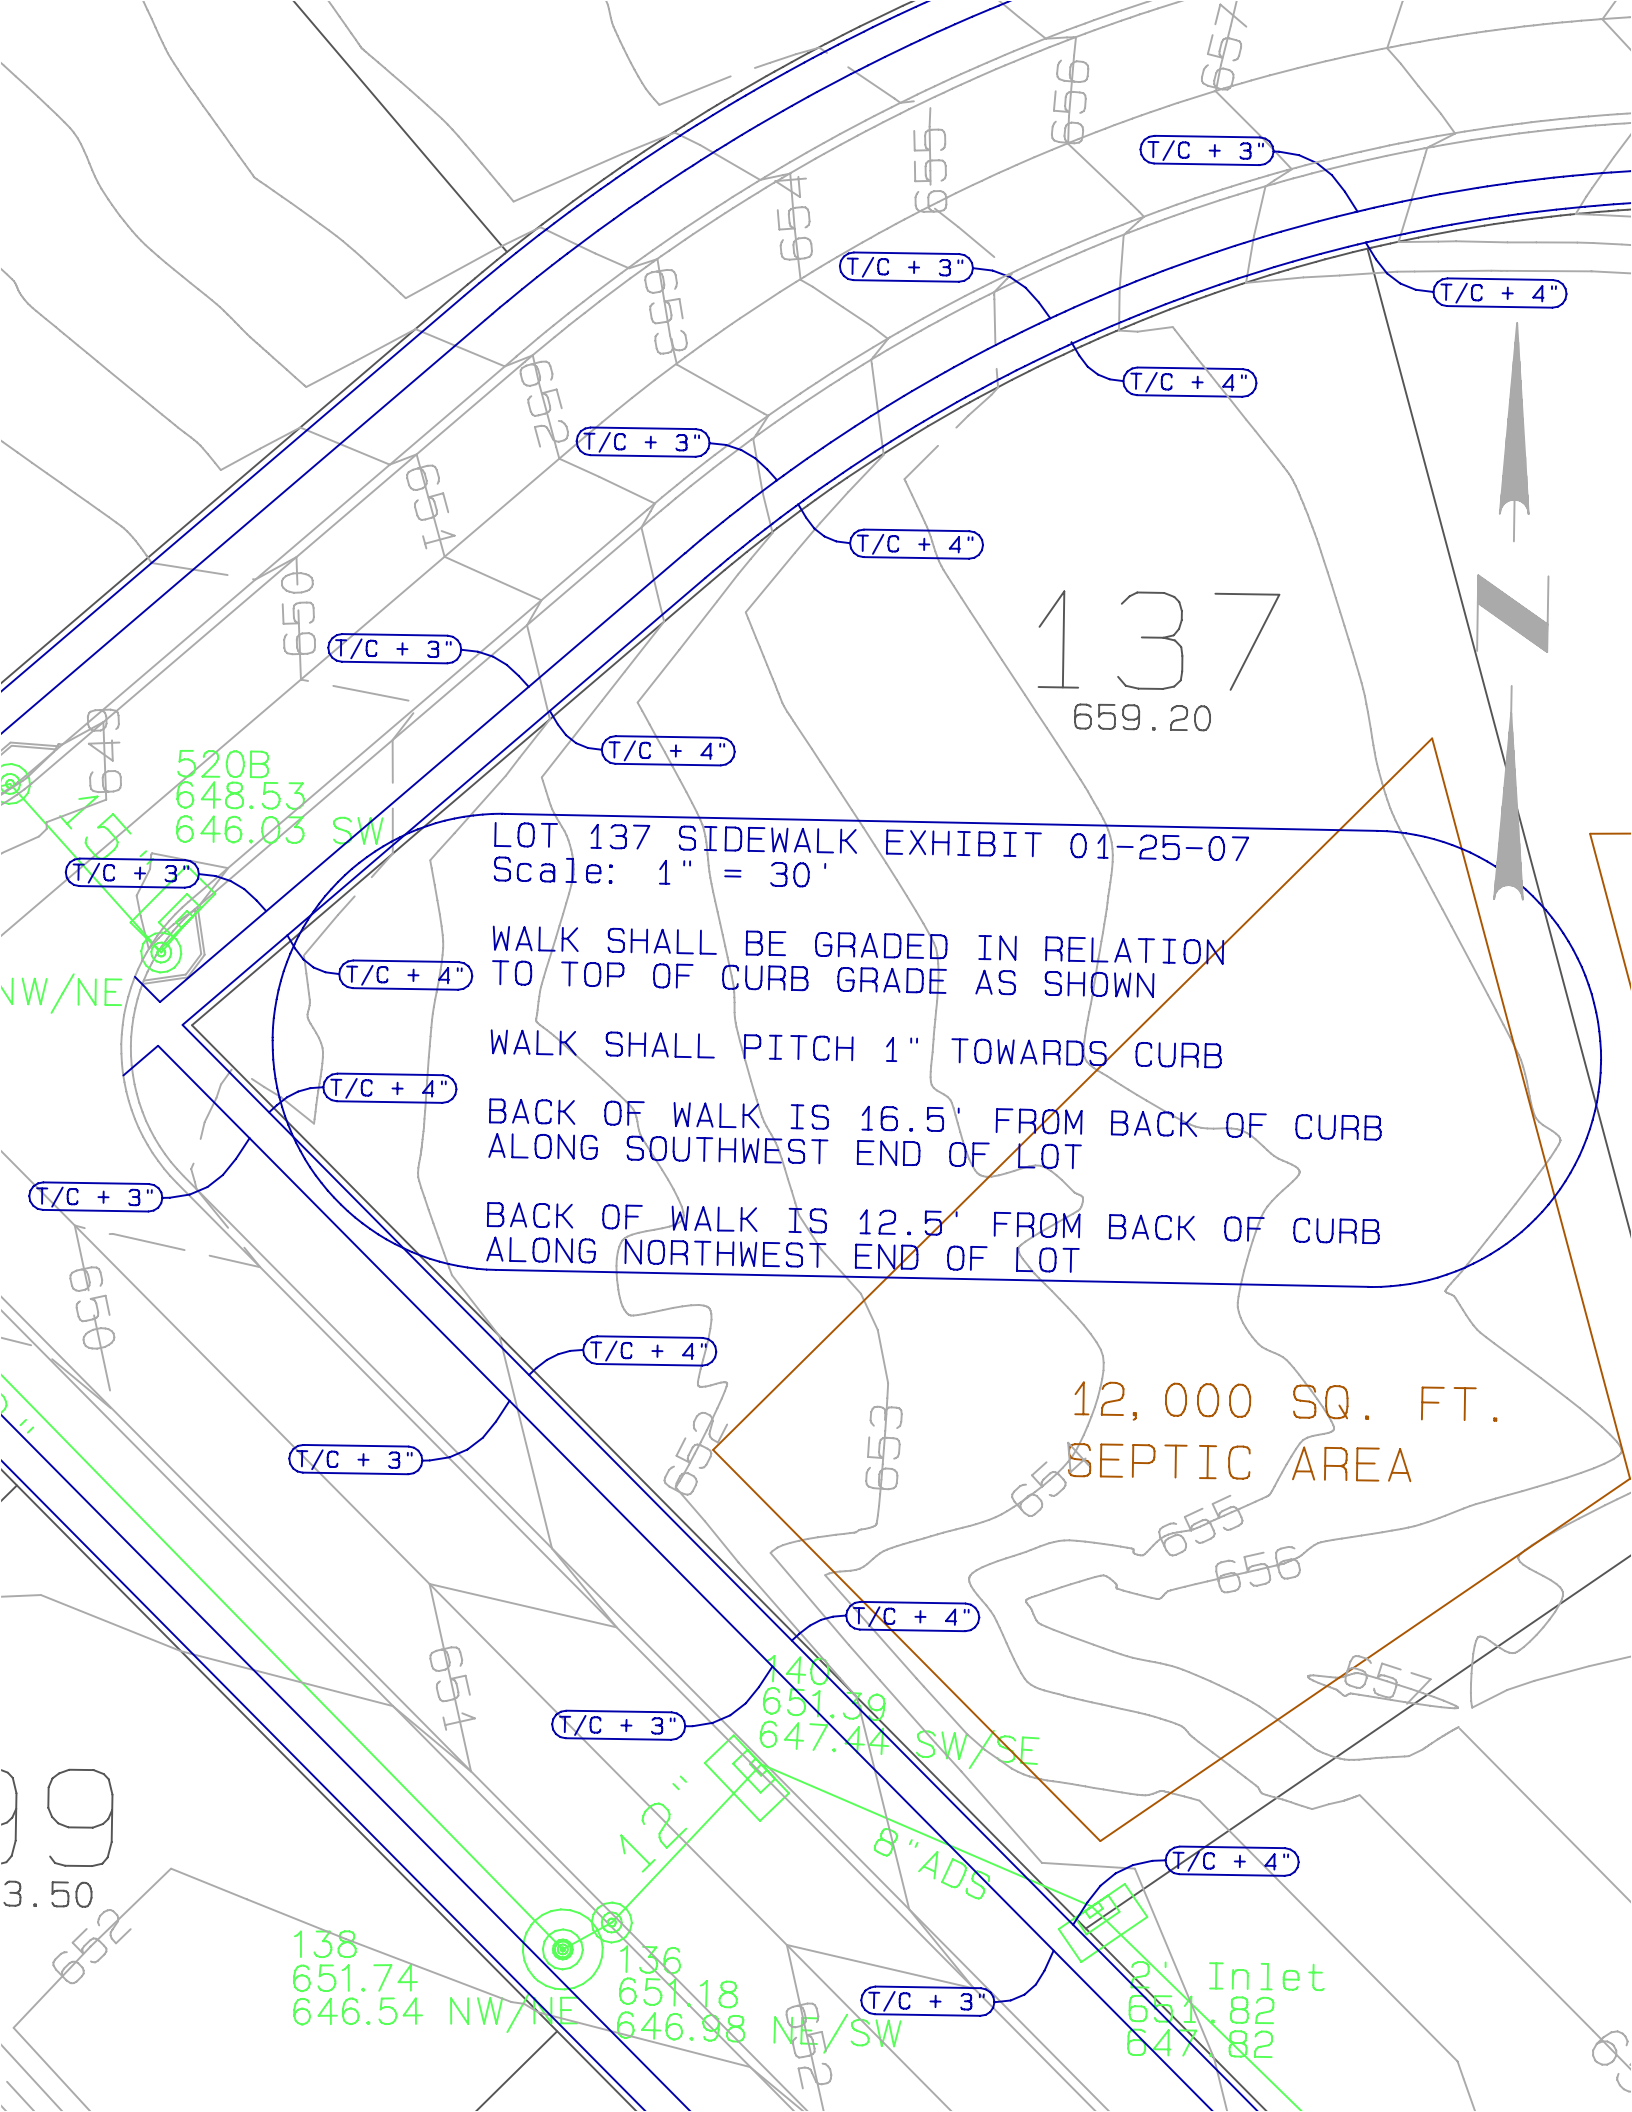 657
656
T/C + 3"
655
654
T/C + 3"
T/C + 4"
653
652
T/C + 4"
T/C + 3"
651
T/C + 4"
650
137
659.20
N
T/C + 3"
T/C + 4"
649
520B
648.53
646.03 SW
15"
T/C + 3"
LOT 137 SIDEWALK EXHIBIT 01-25-07
Scale: 1" = 30'
WALK SHALL BE GRADED IN RELATION
TO TOP OF CURB GRADE AS SHOWN
T/C + 4"
NW/NE
WALK SHALL PITCH 1" TOWARDS CURB
T/C + 4"
BACK OF WALK IS 16.5' FROM BACK OF CURB
ALONG SOUTHWEST END OF LOT
T/C + 3"
BACK OF WALK IS 12.5' FROM BACK OF CURB
ALONG NORTHWEST END OF LOT
650
T/C + 4"
12,000 SQ. FT.
SEPTIC AREA
T/C + 3"
652
653
654
655
656
T/C + 4"
651
657
140
651.39
647.44 SW/SE
T/C + 3"
12"
8"ADS
99
3.50
T/C + 4"
652
138
651.74
646.54 NW/NE
136
651.18
646.98 NE/SW
T/C + 3"
652
2' Inlet
651.82
647.82